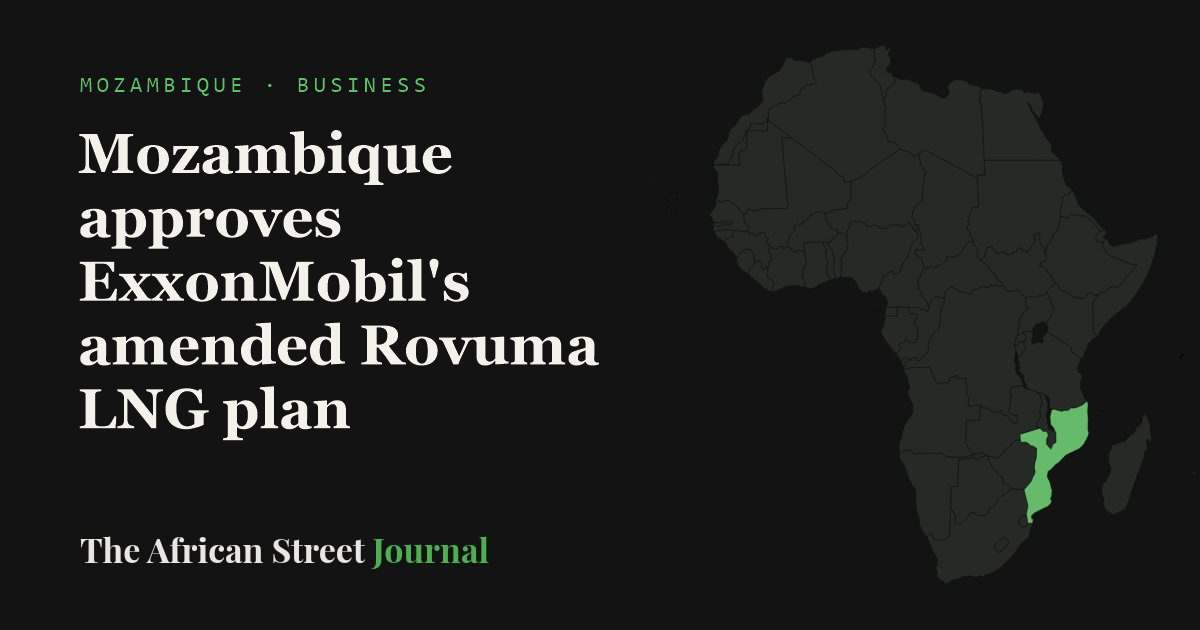 MOZAMBIQUE · BUSINESS
Mozambique
approves
ExxonMobil's
amended Rovuma
LNG plan
The African Street Journal